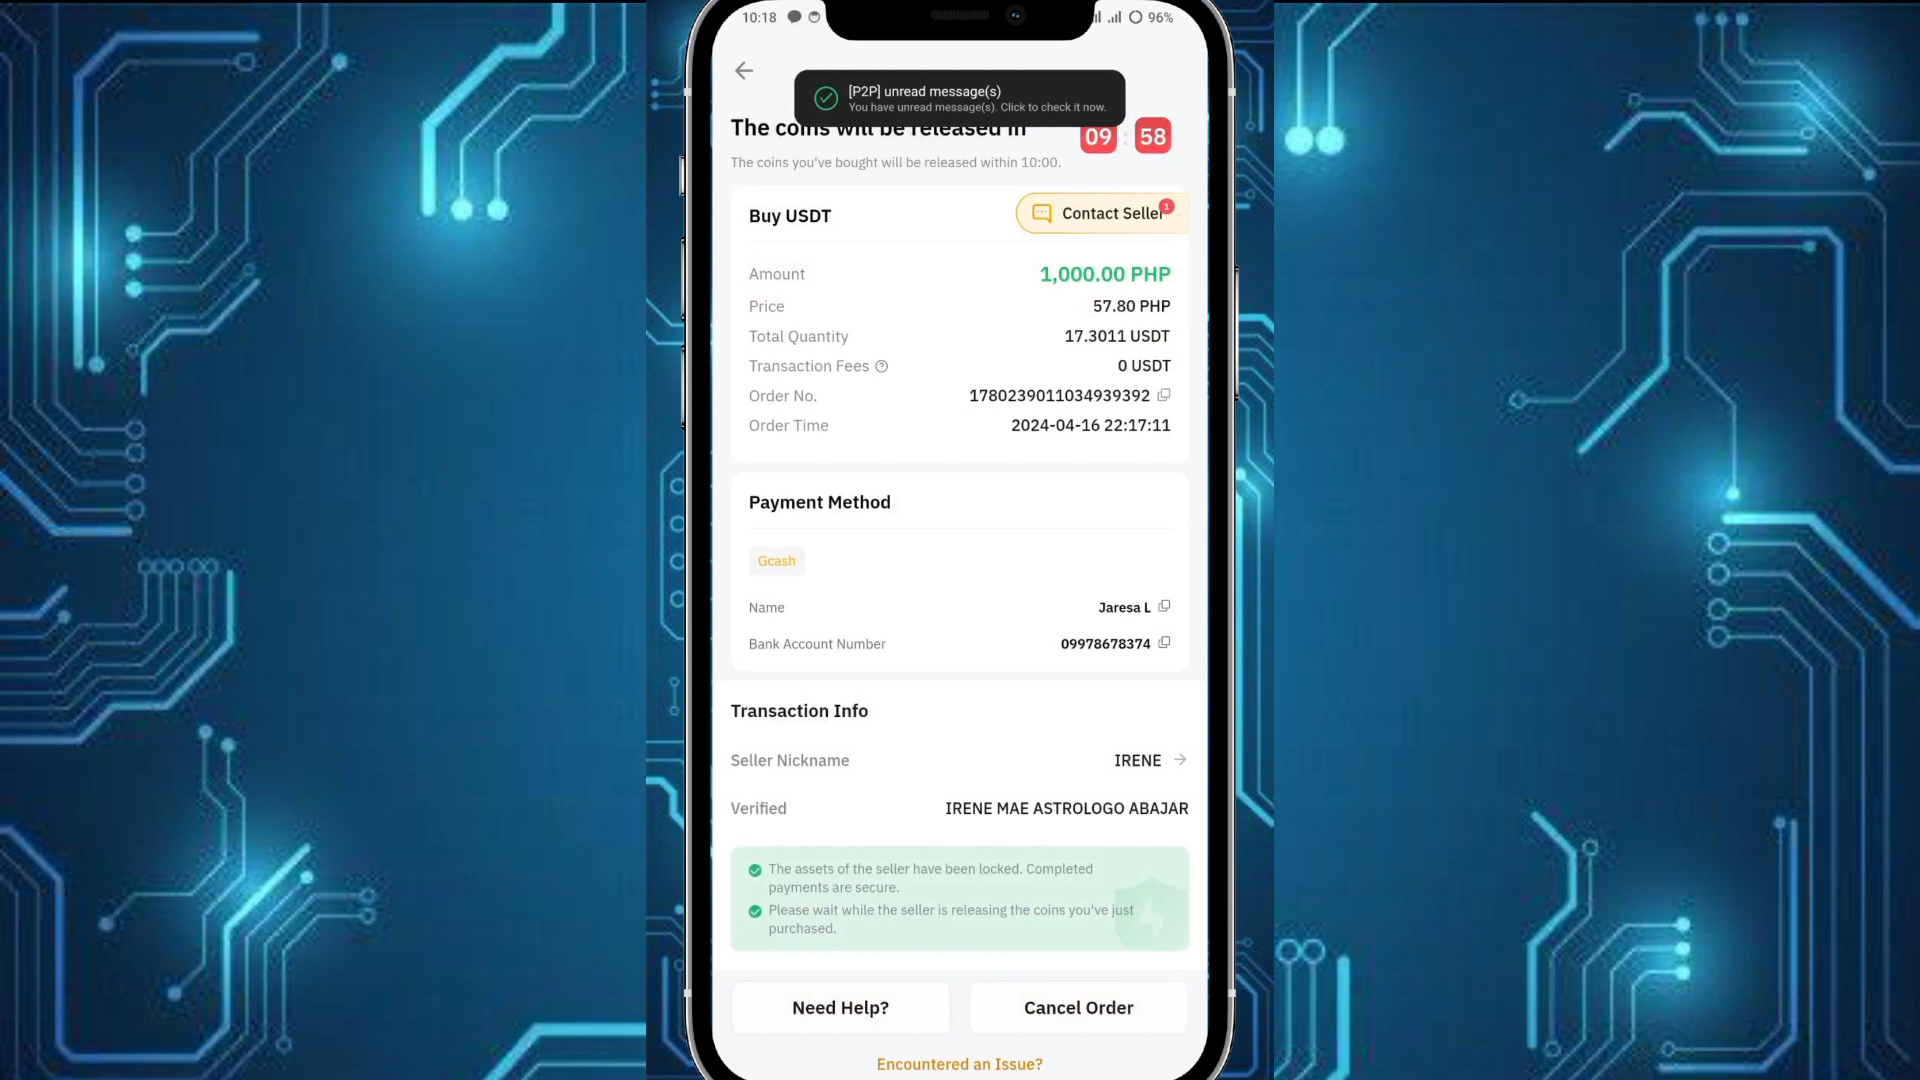 10:18 96%
[P2P] unread message(s)
You have unread message(s). Click to check it now.
The coins will be released in 09 : 58
The coins you've bought will be released within 10:00.
Buy USDT
Contact Seller 1
Amount 1,000.00 PHP
Price 57.80 PHP
Total Quantity 17.3011 USDT
Transaction Fees 0 USDT
Order No. 1780239011034939392
Order Time 2024-04-16 22:17:11
Payment Method
Gcash
Name Jaresa L
Bank Account Number 09978678374
Transaction Info
Seller Nickname IRENE
Verified IRENE MAE ASTROLOGO ABAJAR
The assets of the seller have been locked. Completed
payments are secure.
Please wait while the seller is releasing the coins you've just
purchased.
Need Help? Cancel Order
Encountered an Issue?